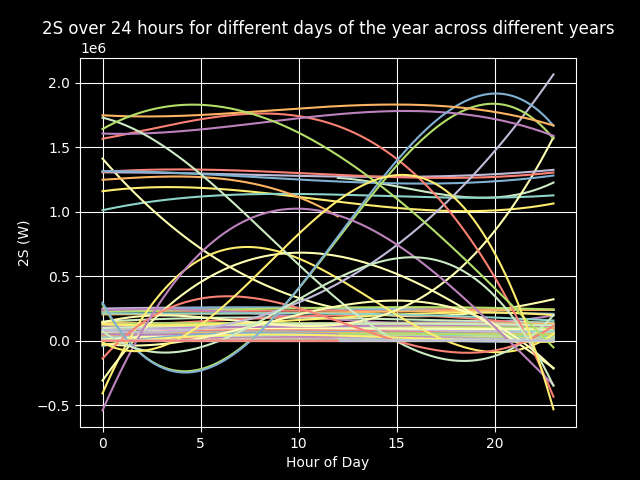 2S over 24 hours for different days of the year across different years
1e6
2.0
1.5
1.0
0.5
0.0
−0.5
2S (W)
0 5 10 15 20
Hour of Day